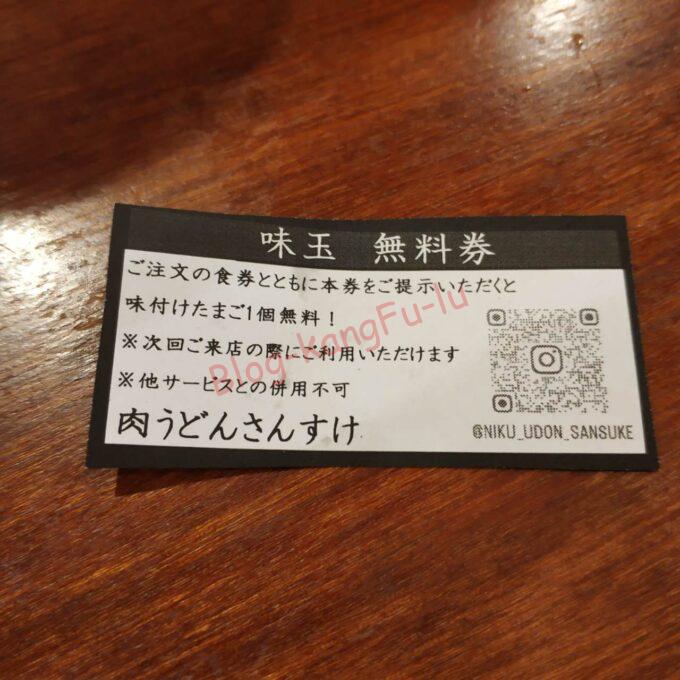 味玉 無料券
ご注文の食券とともに本券をご提示いただくと
味付けたまご1個無料！
※次回ご来店の際にご利用いただけます
※他サービスとの併用不可
肉うどんさんすけ
@NIKU_UDON_SANSUKE
Blog-kangFu-lu